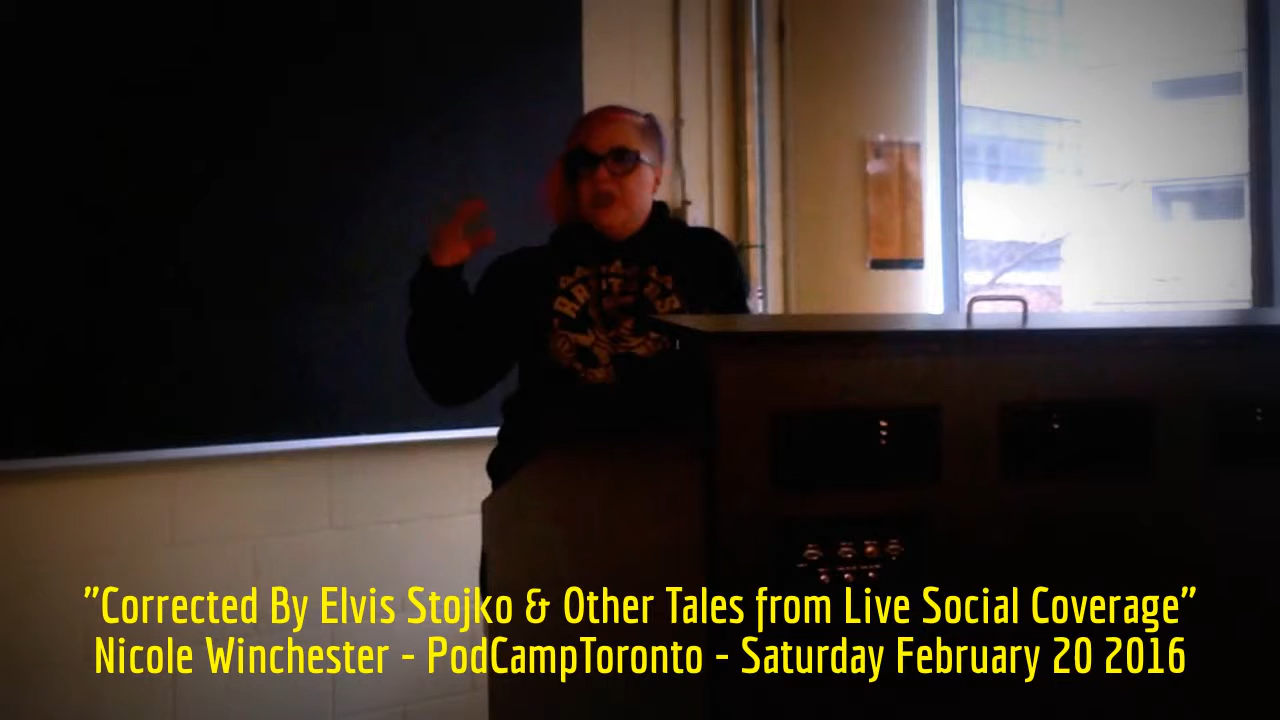 "Corrected By Elvis Stojko & Other Tales from Live Social Coverage"
Nicole Winchester - PodCampToronto - Saturday February 20 2016